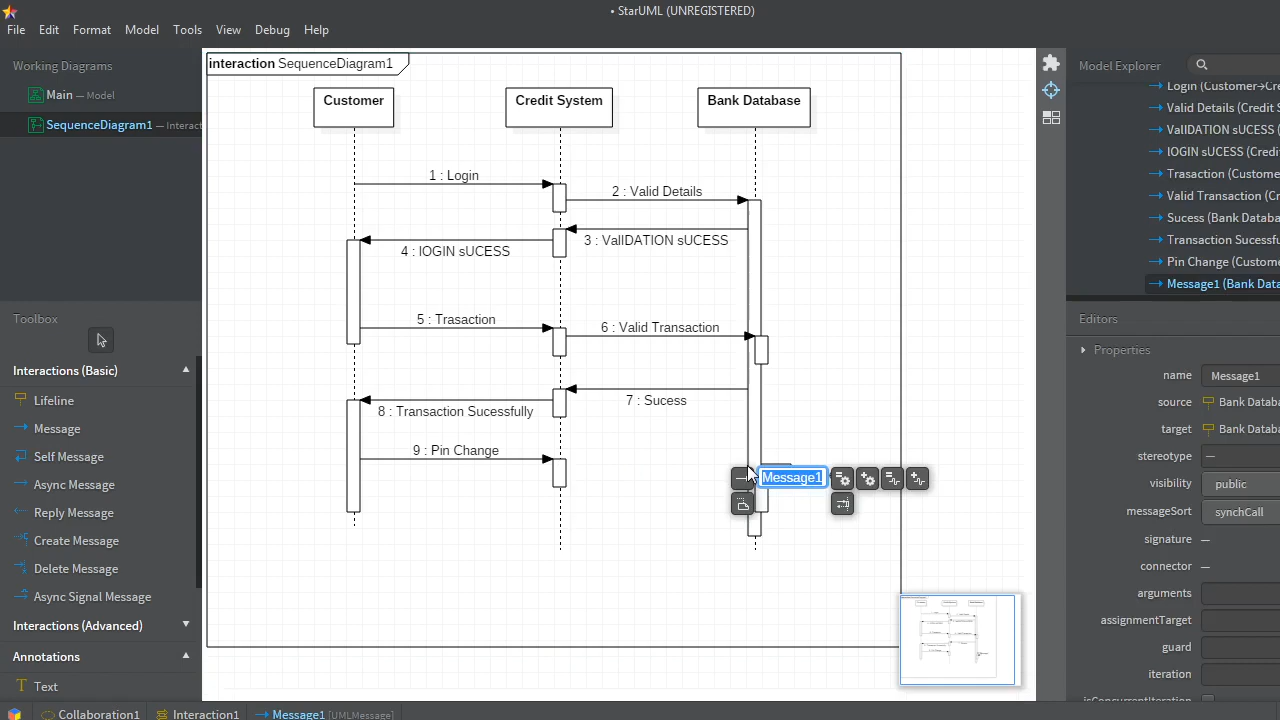 • StarUML (UNREGISTERED)
File Edit Format Model Tools View Debug Help
Working Diagrams
Main — Model
SequenceDiagram1 — Interact
Toolbox
Interactions (Basic)
Lifeline
Message
Self Message
Async Message
Reply Message
Create Message
Delete Message
Async Signal Message
Interactions (Advanced)
Annotations
Text
interaction SequenceDiagram1
Customer
Credit System
Bank Database
1 : Login
2 : Valid Details
3 : ValIDATION sUCESS
4 : lOGIN sUCESS
5 : Trasaction
6 : Valid Transaction
7 : Sucess
8 : Transaction Sucessfully
9 : Pin Change
Message1
Model Explorer
Login (Customer→Cre
Valid Details (Credit S
ValIDATION sUCESS (
lOGIN sUCESS (Credit
Trasaction (Custome
Valid Transaction (Cr
Sucess (Bank Databa
Transaction Sucessfu
Pin Change (Custome
Message1 (Bank Data
Editors
Properties
name Message1
source Bank Databa
target Bank Databa
stereotype —
visibility public
messageSort synchCall
signature —
connector —
arguments
assignmentTarget
guard
iteration
isConcurrentIteration
Collaboration1 Interaction1 Message1 [UMLMessage]